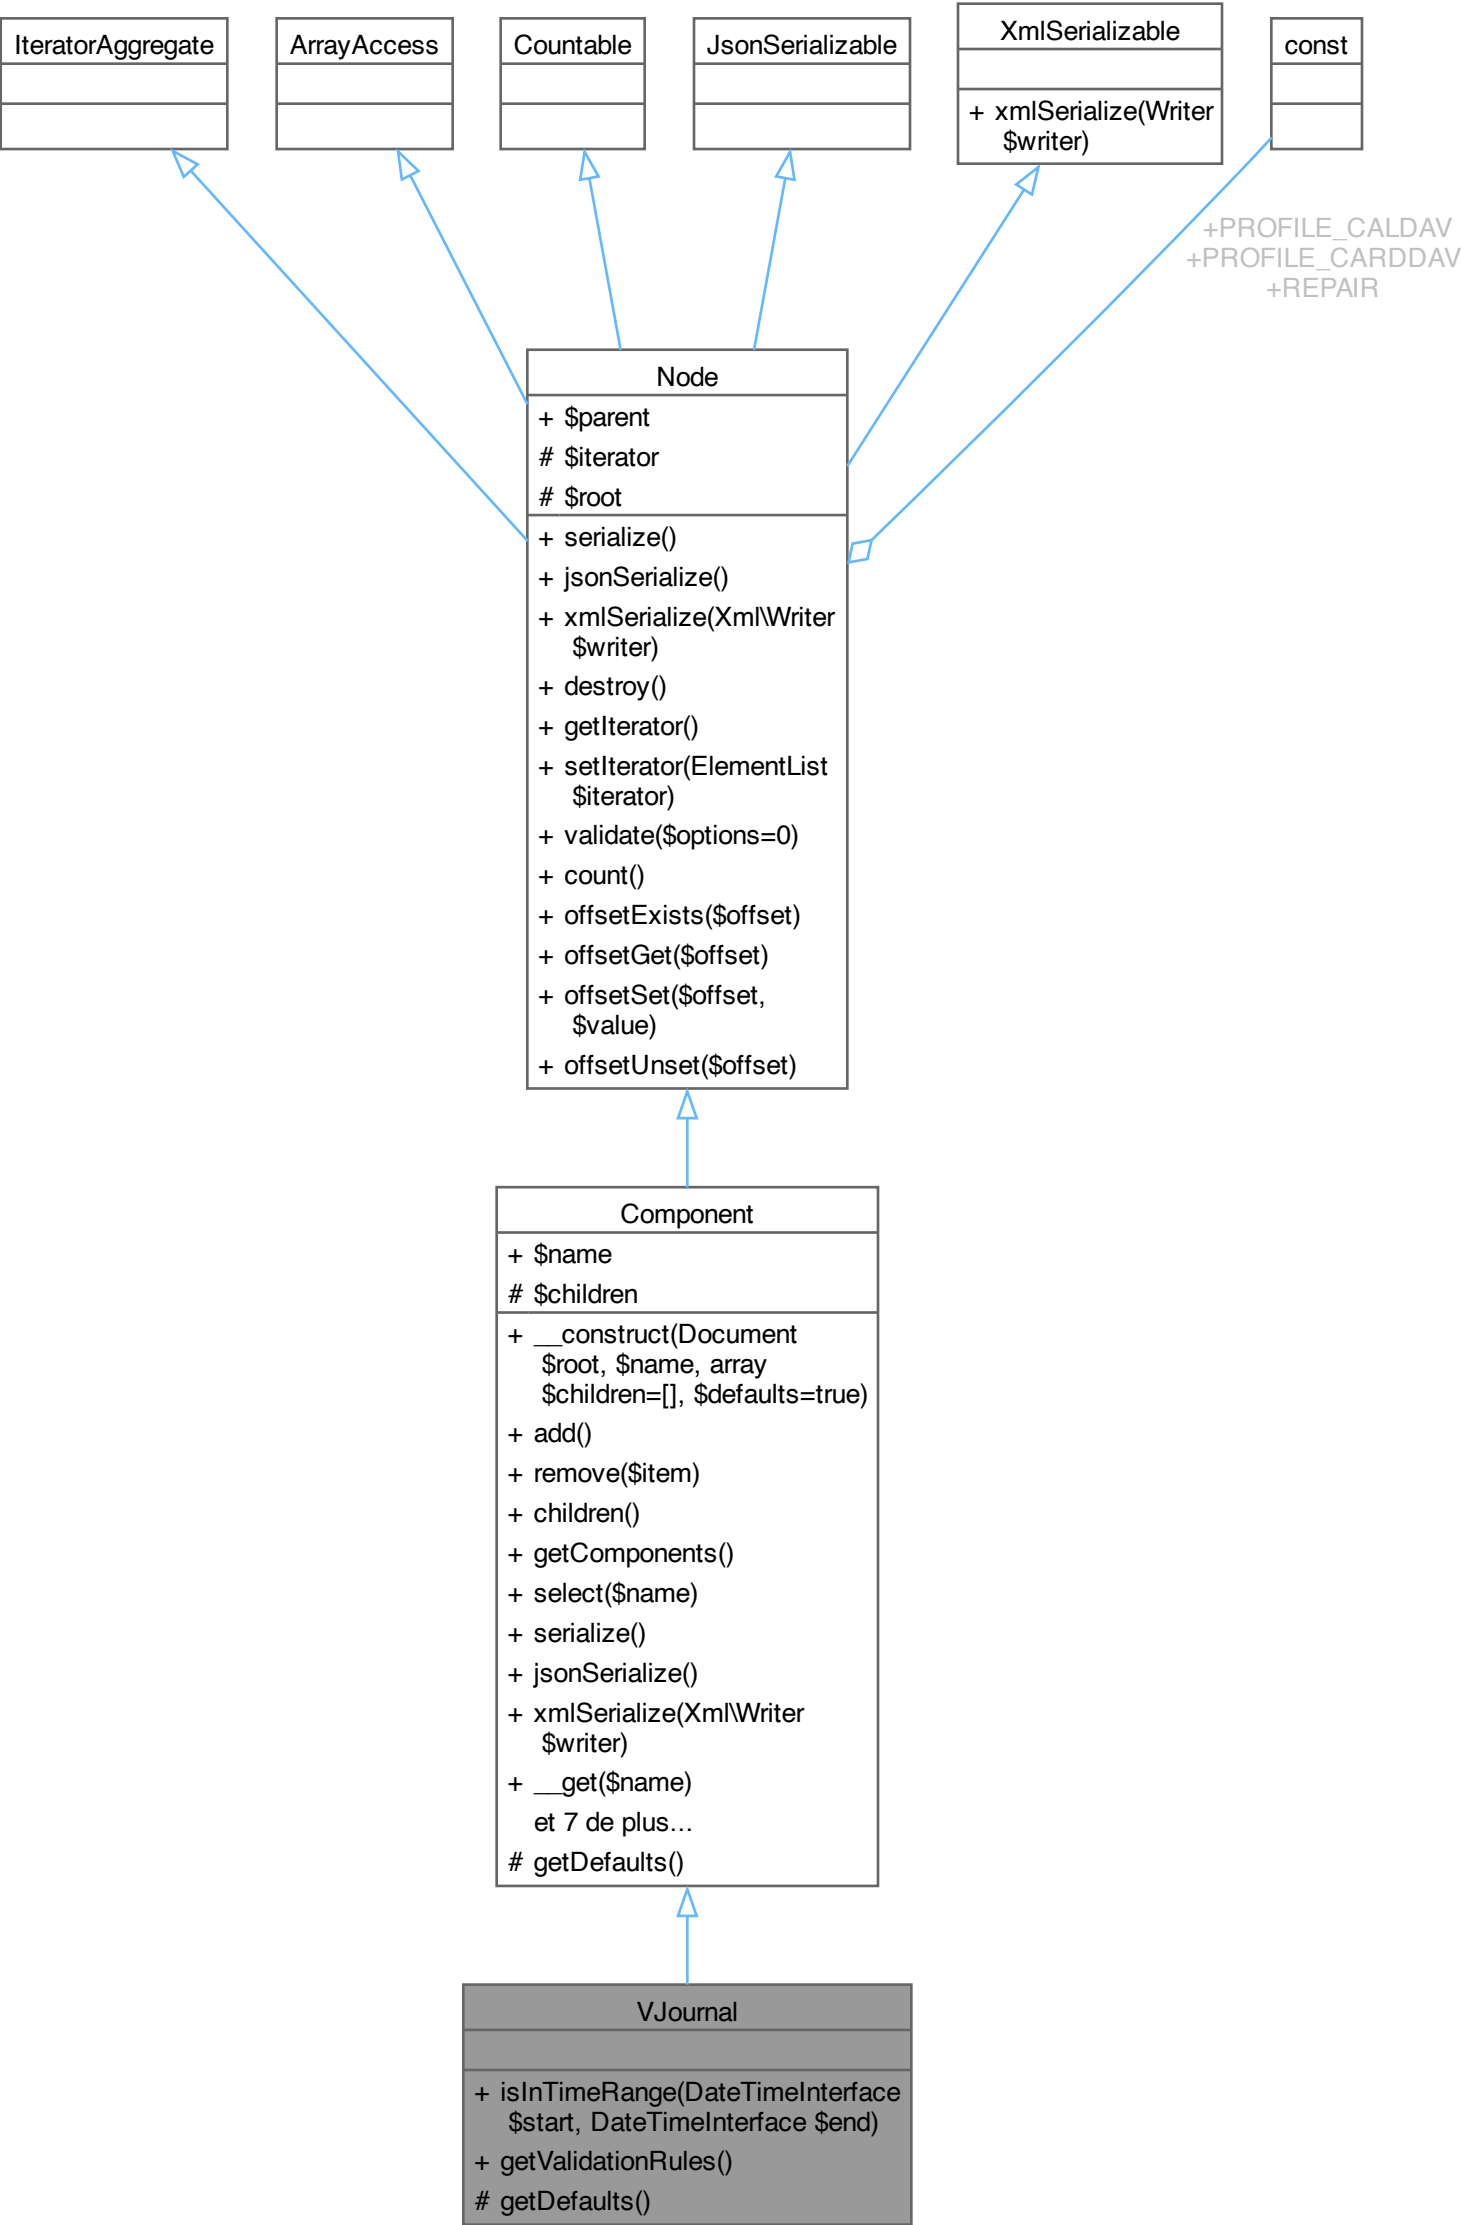 IteratorAggregate
ArrayAccess
Countable
JsonSerializable
XmlSerializable
+ xmlSerialize(Writer
$writer)
const
+PROFILE_CALDAV
+PROFILE_CARDDAV
+REPAIR
Node
+ $parent
# $iterator
# $root
+ serialize()
+ jsonSerialize()
+ xmlSerialize(Xml\Writer
$writer)
+ destroy()
+ getIterator()
+ setIterator(ElementList
$iterator)
+ validate($options=0)
+ count()
+ offsetExists($offset)
+ offsetGet($offset)
+ offsetSet($offset,
$value)
+ offsetUnset($offset)
Component
+ $name
# $children
+ __construct(Document
$root, $name, array
$children=[], $defaults=true)
+ add()
+ remove($item)
+ children()
+ getComponents()
+ select($name)
+ serialize()
+ jsonSerialize()
+ xmlSerialize(Xml\Writer
$writer)
+ __get($name)
et 7 de plus...
# getDefaults()
VJournal
+ isInTimeRange(DateTimeInterface
$start, DateTimeInterface $end)
+ getValidationRules()
# getDefaults()